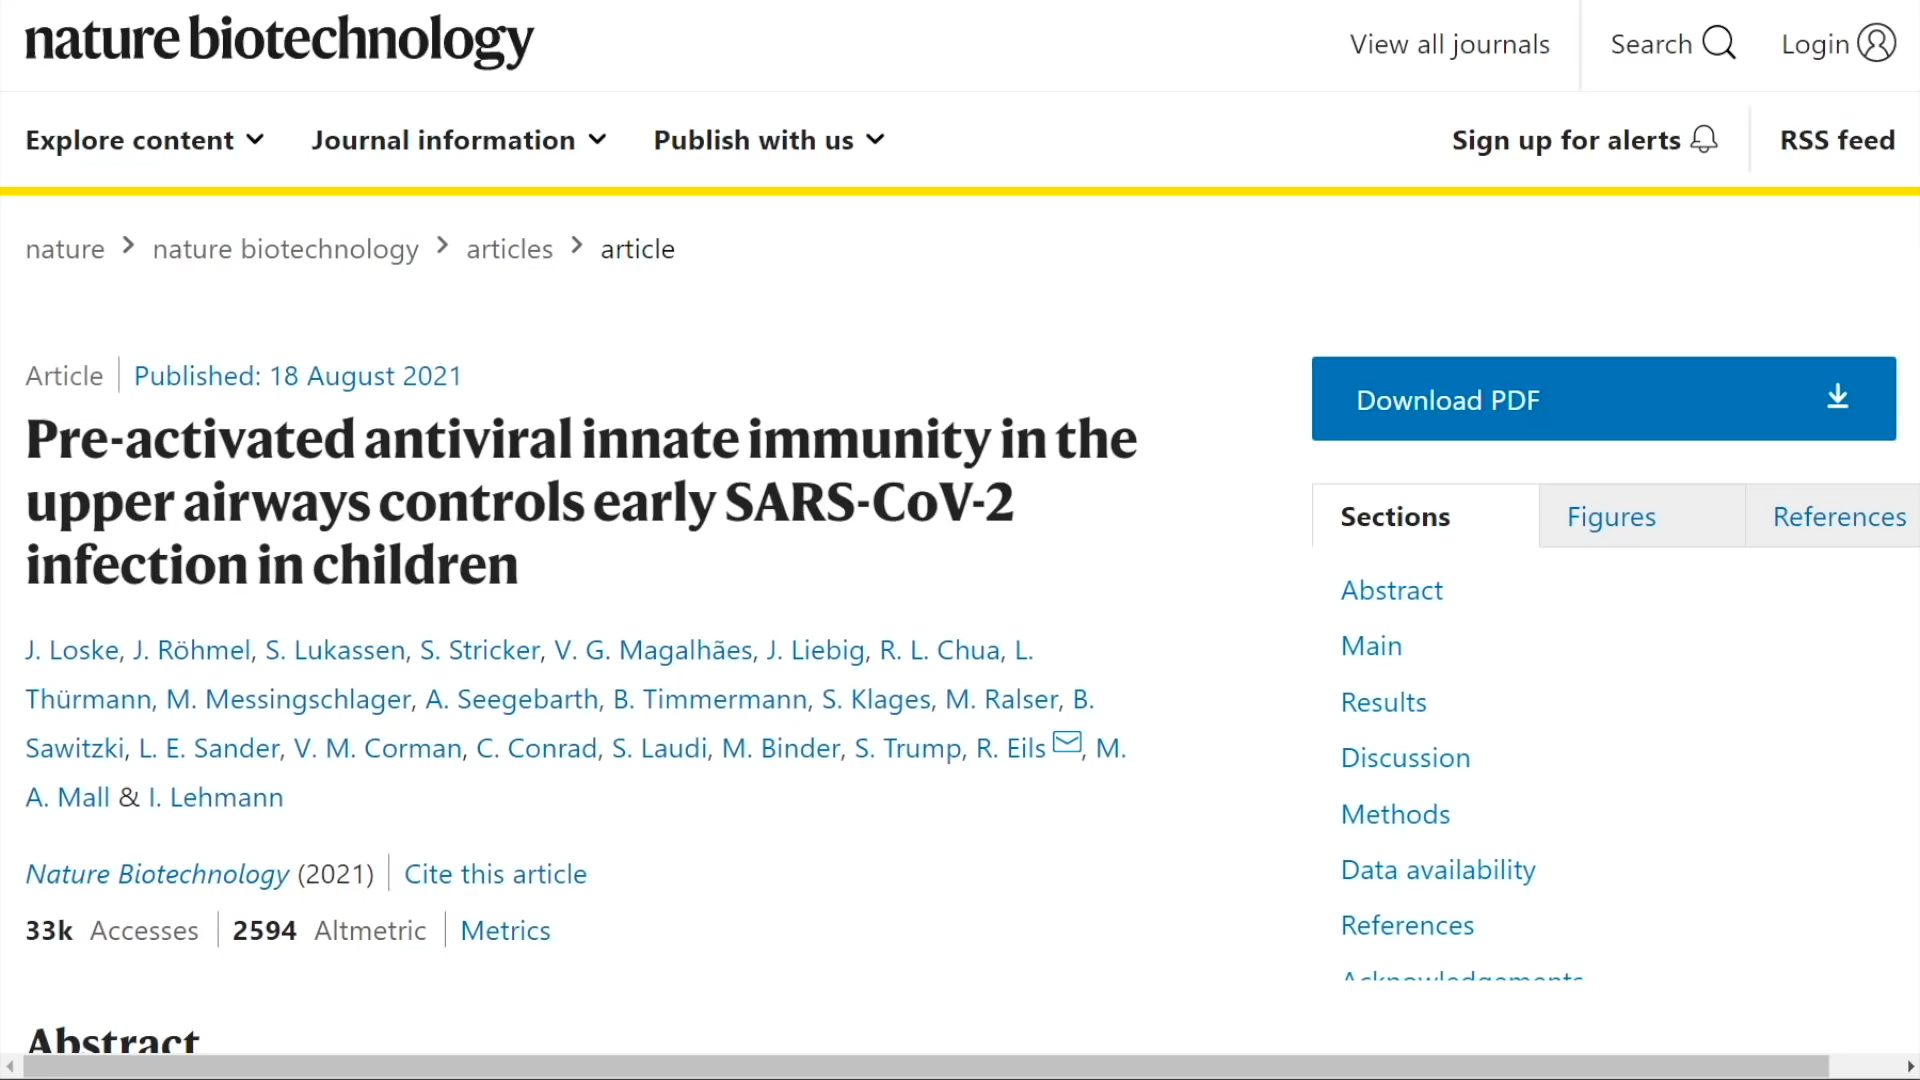 nature biotechnology
View all journals
Search
Login
Explore content
Journal information
Publish with us
Sign up for alerts
RSS feed
nature > nature biotechnology > articles > article
Article
Published: 18 August 2021
Pre-activated antiviral innate immunity in the
upper airways controls early SARS-CoV-2
infection in children
J. Loske, J. Röhmel, S. Lukassen, S. Stricker, V. G. Magalhães, J. Liebig, R. L. Chua, L.
Thürmann, M. Messingschlager, A. Seegebarth, B. Timmermann, S. Klages, M. Ralser, B.
Sawitzki, L. E. Sander, V. M. Corman, C. Conrad, S. Laudi, M. Binder, S. Trump, R. Eils, M.
A. Mall & I. Lehmann
Nature Biotechnology (2021)
Cite this article
33k Accesses
2594 Altmetric
Metrics
Abstract
Download PDF
Sections
Figures
References
Abstract
Main
Results
Discussion
Methods
Data availability
References
Acknowledgements